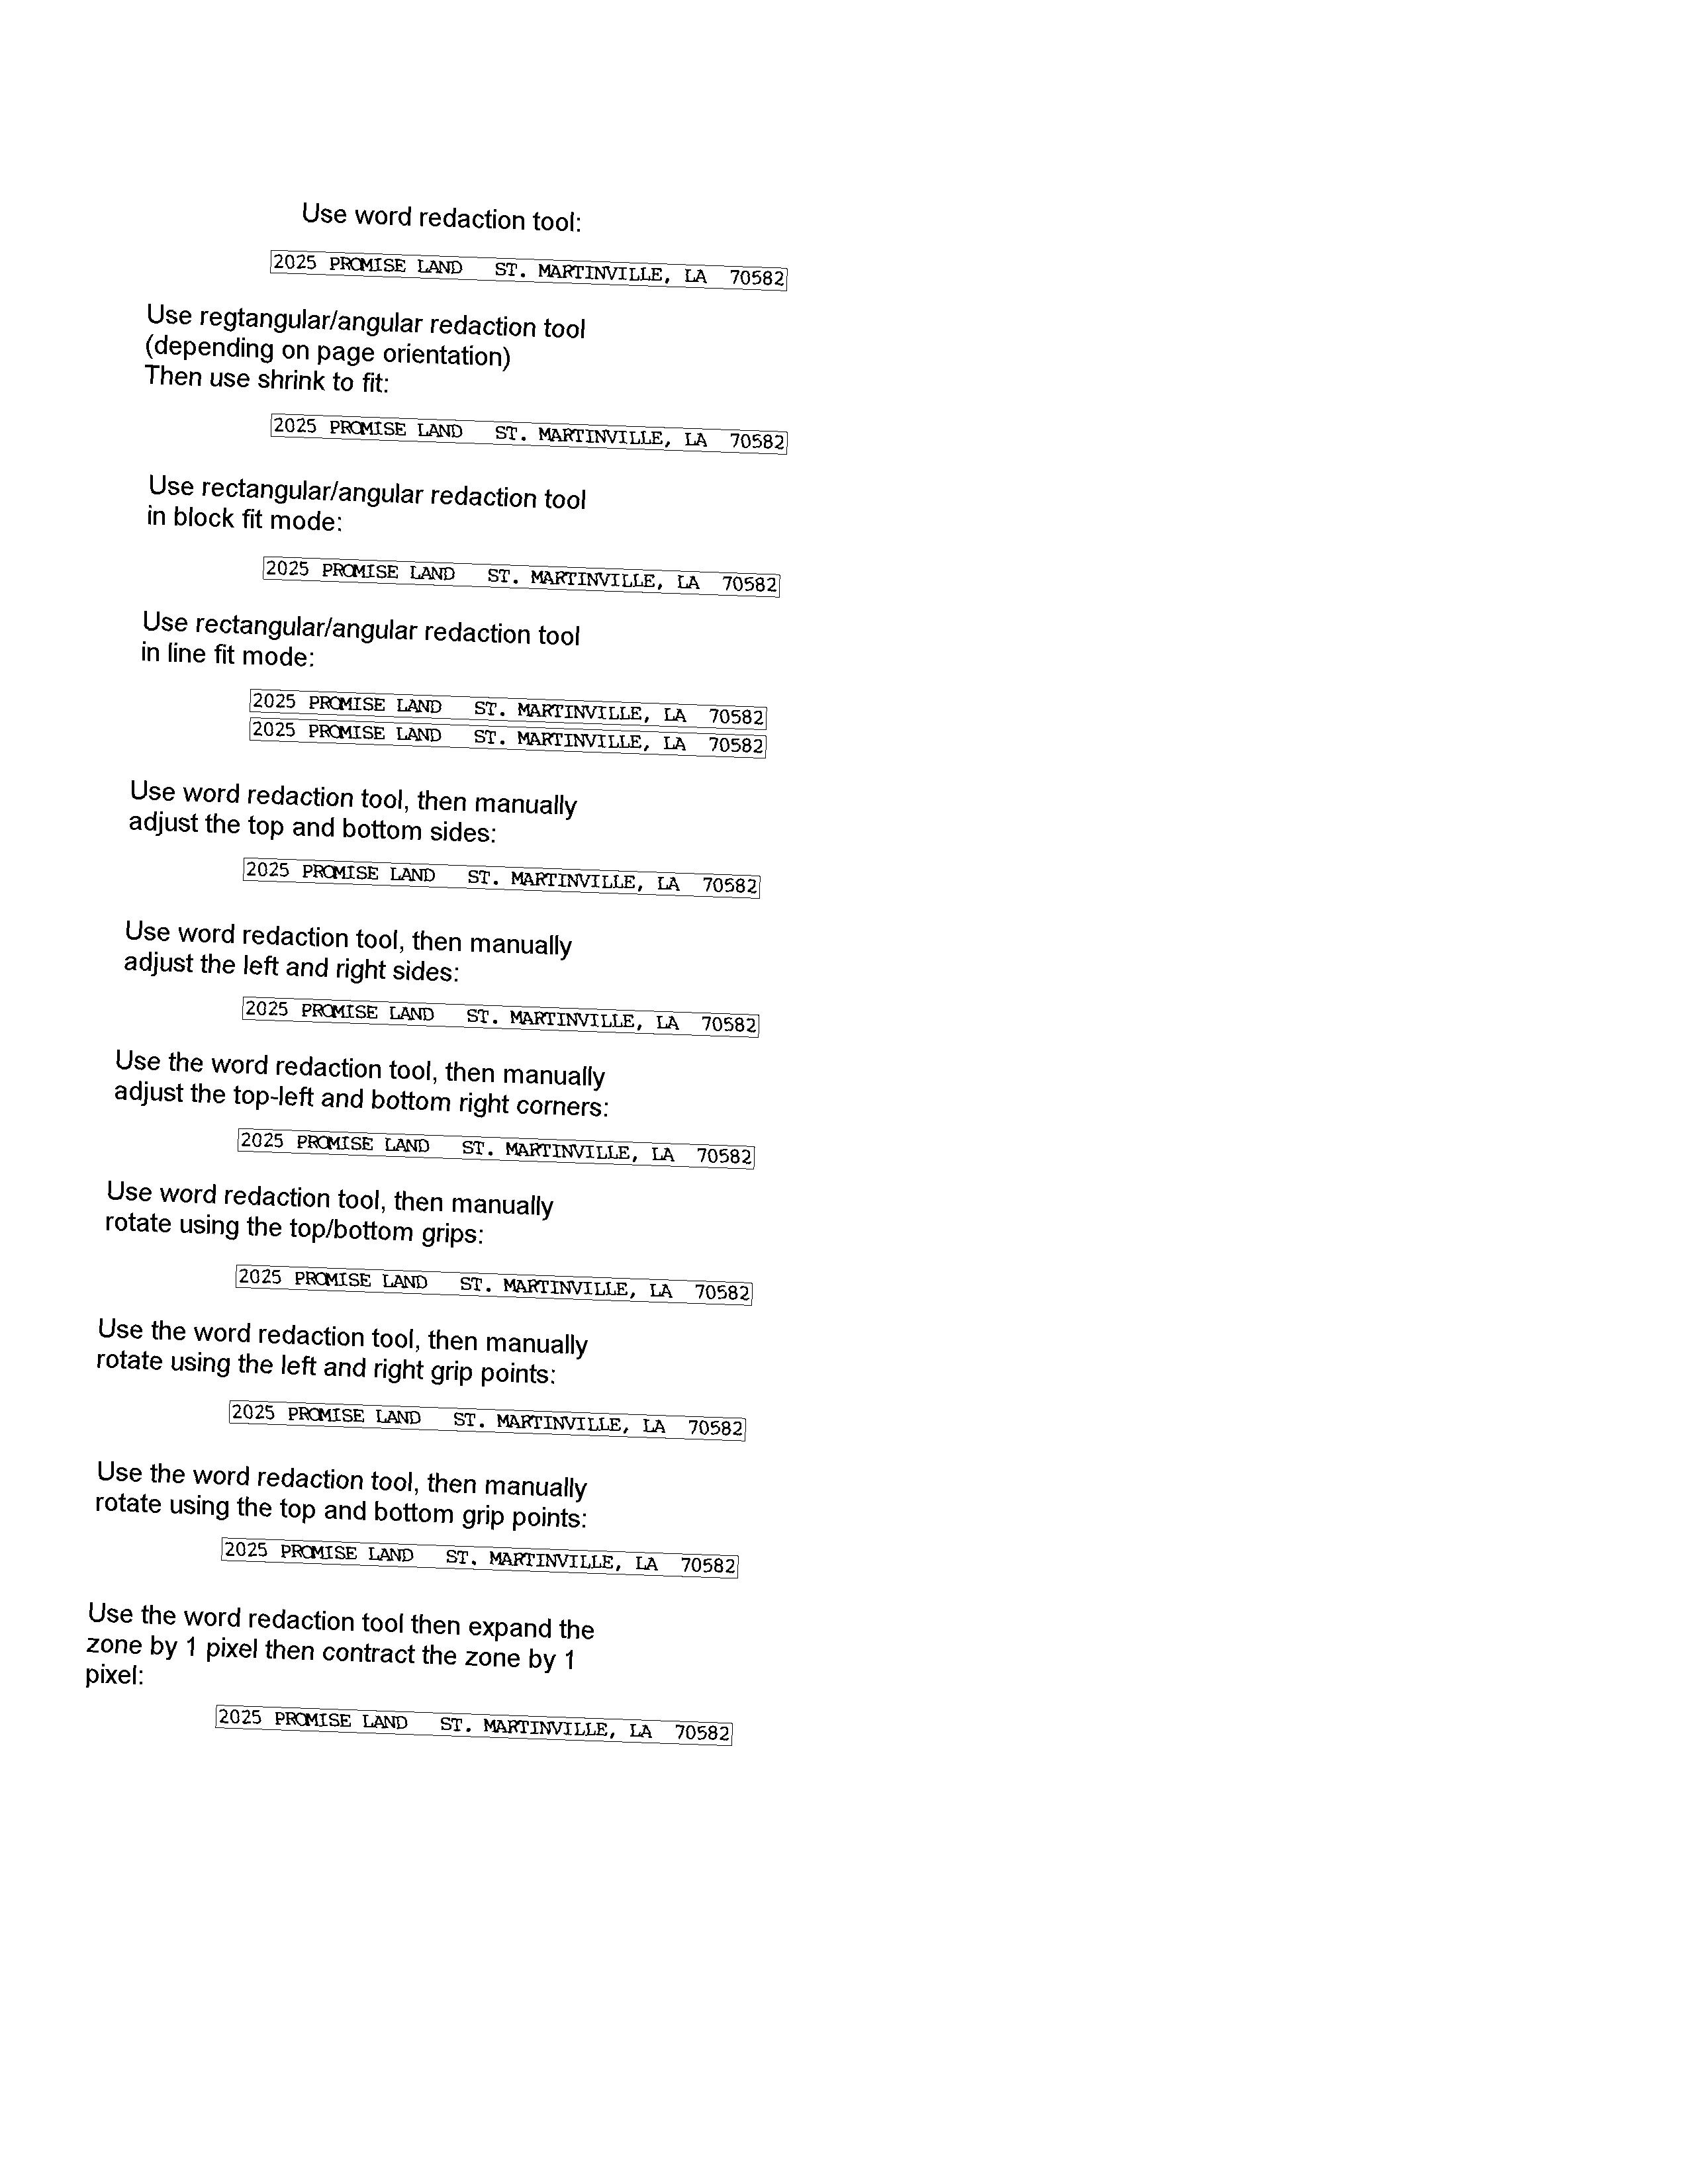 Use word redaction tool:
2025 PROMISE LAND   ST. MARTINVILLE, LA  70582
Use regtangular/angular redaction tool
(depending on page orientation)
Then use shrink to fit:
2025 PROMISE LAND   ST. MARTINVILLE, LA  70582
Use rectangular/angular redaction tool
in block fit mode:
2025 PROMISE LAND   ST. MARTINVILLE, LA  70582
Use rectangular/angular redaction tool
in line fit mode:
2025 PROMISE LAND   ST. MARTINVILLE, LA  70582
2025 PROMISE LAND   ST. MARTINVILLE, LA  70582
Use word redaction tool, then manually
adjust the top and bottom sides:
2025 PROMISE LAND   ST. MARTINVILLE, LA  70582
Use word redaction tool, then manually
adjust the left and right sides:
2025 PROMISE LAND   ST. MARTINVILLE, LA  70582
Use the word redaction tool, then manually
adjust the top-left and bottom right corners:
2025 PROMISE LAND   ST. MARTINVILLE, LA  70582
Use word redaction tool, then manually
rotate using the top/bottom grips:
2025 PROMISE LAND   ST. MARTINVILLE, LA  70582
Use the word redaction tool, then manually
rotate using the left and right grip points:
2025 PROMISE LAND   ST. MARTINVILLE, LA  70582
Use the word redaction tool, then manually
rotate using the top and bottom grip points:
2025 PROMISE LAND   ST. MARTINVILLE, LA  70582
Use the word redaction tool then expand the
zone by 1 pixel then contract the zone by 1
pixel:
2025 PROMISE LAND   ST. MARTINVILLE, LA  70582